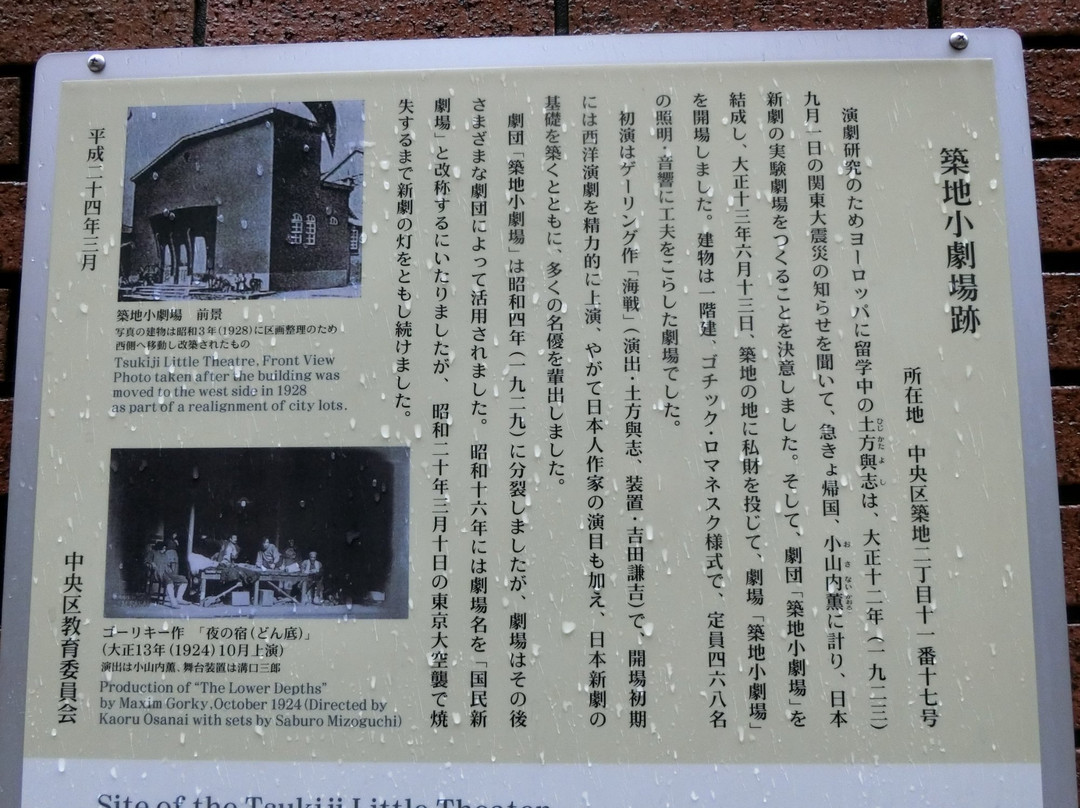 築地小劇場跡
所在地 中央区築地二丁目十一番十七号
演劇研究のためヨーロッパに留学中の土方與志は、大正十二年(一九二三)
ひじ かた よ し
九月一日の関東大震災の知らせを聞いて、急きょ帰国、小山内薫に計り、日本
お さ ない かおる
新劇の実験劇場をつくることを決意しました。そして、劇団「築地小劇場」を
結成し、大正十三年六月十三日、築地の地に私財を投じて、劇場「築地小劇場」
を開場しました。建物は一階建、ゴチック・ロマネスク様式で、定員四六八名
の照明・音響に工夫をこらした劇場でした。
初演はゲーリング作「海戦」(演出・土方與志、装置・吉田謙吉)で、開場初期
には西洋演劇を精力的に上演、やがて日本人作家の演目も加え、日本新劇の
基礎を築くとともに、多くの名優を輩出しました。
劇団「築地小劇場」は昭和四年(一九二九)に分裂しましたが、劇場はその後
さまざまな劇団によって活用されました。昭和十六年には劇場名を「国民新
劇場」と改称するにいたりましたが、昭和二十年三月十日の東京大空襲で焼
失するまで新劇の灯をともし続けました。
築地小劇場 前景
写真の建物は昭和3年(1928)に区画整理のため
西側へ移動し改築されたもの
Tsukiji Little Theatre, Front View
Photo taken after the building was
moved to the west side in 1928
as part of a realignment of city lots.
ゴーリキー作 「夜の宿(どん底)」
(大正13年(1924)10月上演)
演出は小山内薫、舞台装置は溝口三郎
Production of "The Lower Depths"
by Maxim Gorky, October 1924 (Directed by
Kaoru Osanai with sets by Saburo Mizoguchi)
平成二十四年三月
中央区教育委員会
Site of the Tsukiji Little Theater